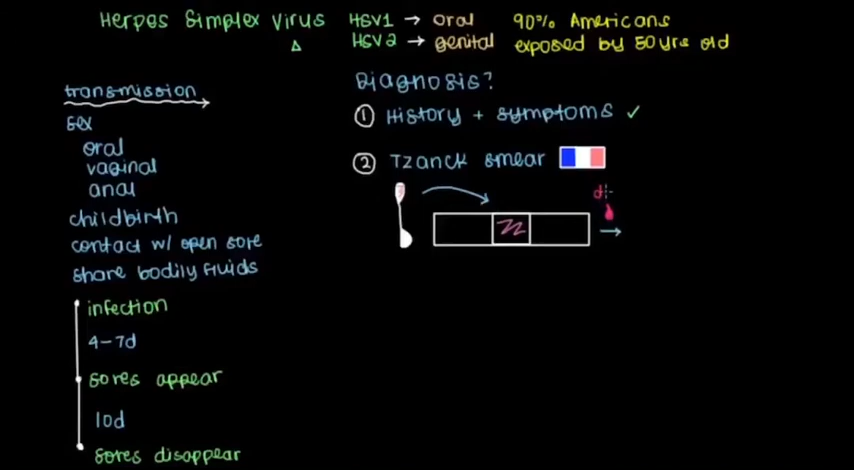 Herpes Simplex Virus
HSV1 → oral
HSV2 → genital
90% Americans
exposed by 50yrs old
transmission
sex
oral
vaginal
anal
childbirth
contact w/ open sore
share bodily fluids
infection
4-7d
sores appear
10d
sores disappear
Diagnosis?
① History + symptoms ✓
② Tzanck smear